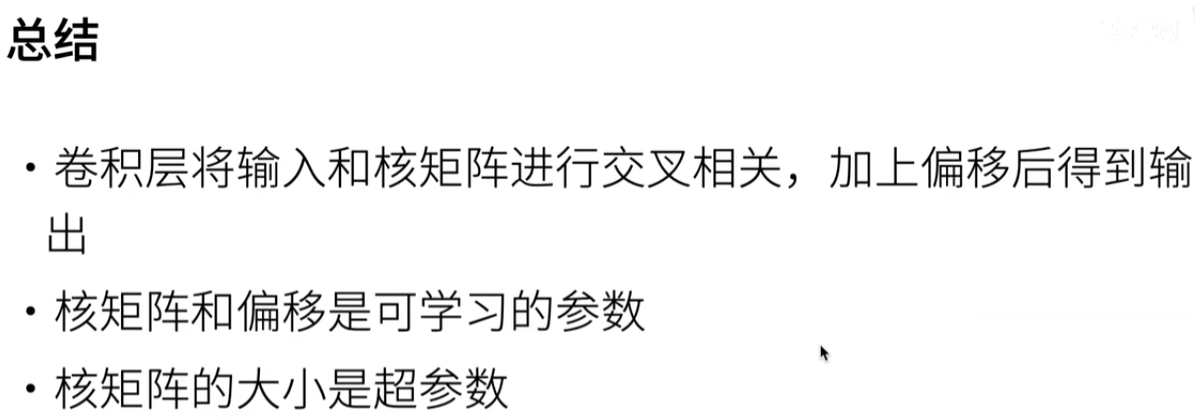 总结
• 卷积层将输入和核矩阵进行交叉相关，加上偏移后得到输
出
• 核矩阵和偏移是可学习的参数
• 核矩阵的大小是超参数